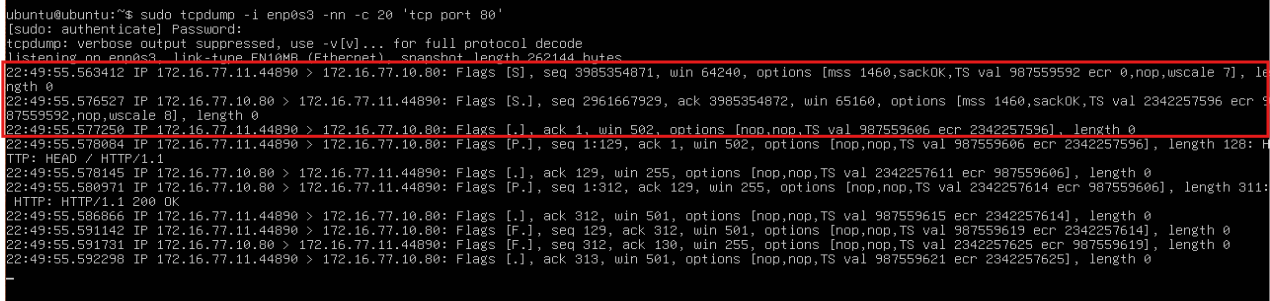 ubuntu@ubuntu:~$ sudo tcpdump -i enp0s3 -nn -c 20 'tcp port 80'
[sudo: authenticate] Password:
tcpdump: verbose output suppressed, use -v[v]... for full protocol decode
listening on enp0s3, link-type EN10MB (Ethernet), snapshot length 262144 bytes
22:49:55.563412 IP 172.16.77.11.44890 > 172.16.77.10.80: Flags [S], seq 3985354871, win 64240, options [mss 1460,sackOK,TS val 987559592 ecr 0,nop,wscale 7], le
ngth 0
22:49:55.576527 IP 172.16.77.10.80 > 172.16.77.11.44890: Flags [S.], seq 2961667929, ack 3985354872, win 65160, options [mss 1460,sackOK,TS val 2342257596 ecr 9
87559592,nop,wscale 8], length 0
22:49:55.577250 IP 172.16.77.11.44890 > 172.16.77.10.80: Flags [.], ack 1, win 502, options [nop,nop,TS val 987559606 ecr 2342257596], length 0
22:49:55.578084 IP 172.16.77.11.44890 > 172.16.77.10.80: Flags [P.], seq 1:129, ack 1, win 502, options [nop,nop,TS val 987559606 ecr 2342257596], length 128: H
TTP: HEAD / HTTP/1.1
22:49:55.578145 IP 172.16.77.10.80 > 172.16.77.11.44890: Flags [.], ack 129, win 255, options [nop,nop,TS val 2342257611 ecr 987559606], length 0
22:49:55.580971 IP 172.16.77.10.80 > 172.16.77.11.44890: Flags [P.], seq 1:312, ack 129, win 255, options [nop,nop,TS val 2342257614 ecr 987559606], length 311:
 HTTP: HTTP/1.1 200 OK
22:49:55.586866 IP 172.16.77.11.44890 > 172.16.77.10.80: Flags [.], ack 312, win 501, options [nop,nop,TS val 987559615 ecr 2342257614], length 0
22:49:55.591142 IP 172.16.77.11.44890 > 172.16.77.10.80: Flags [F.], seq 129, ack 312, win 501, options [nop,nop,TS val 987559619 ecr 2342257614], length 0
22:49:55.591731 IP 172.16.77.10.80 > 172.16.77.11.44890: Flags [F.], seq 312, ack 130, win 255, options [nop,nop,TS val 2342257625 ecr 987559619], length 0
22:49:55.592298 IP 172.16.77.11.44890 > 172.16.77.10.80: Flags [.], ack 313, win 501, options [nop,nop,TS val 987559621 ecr 2342257625], length 0